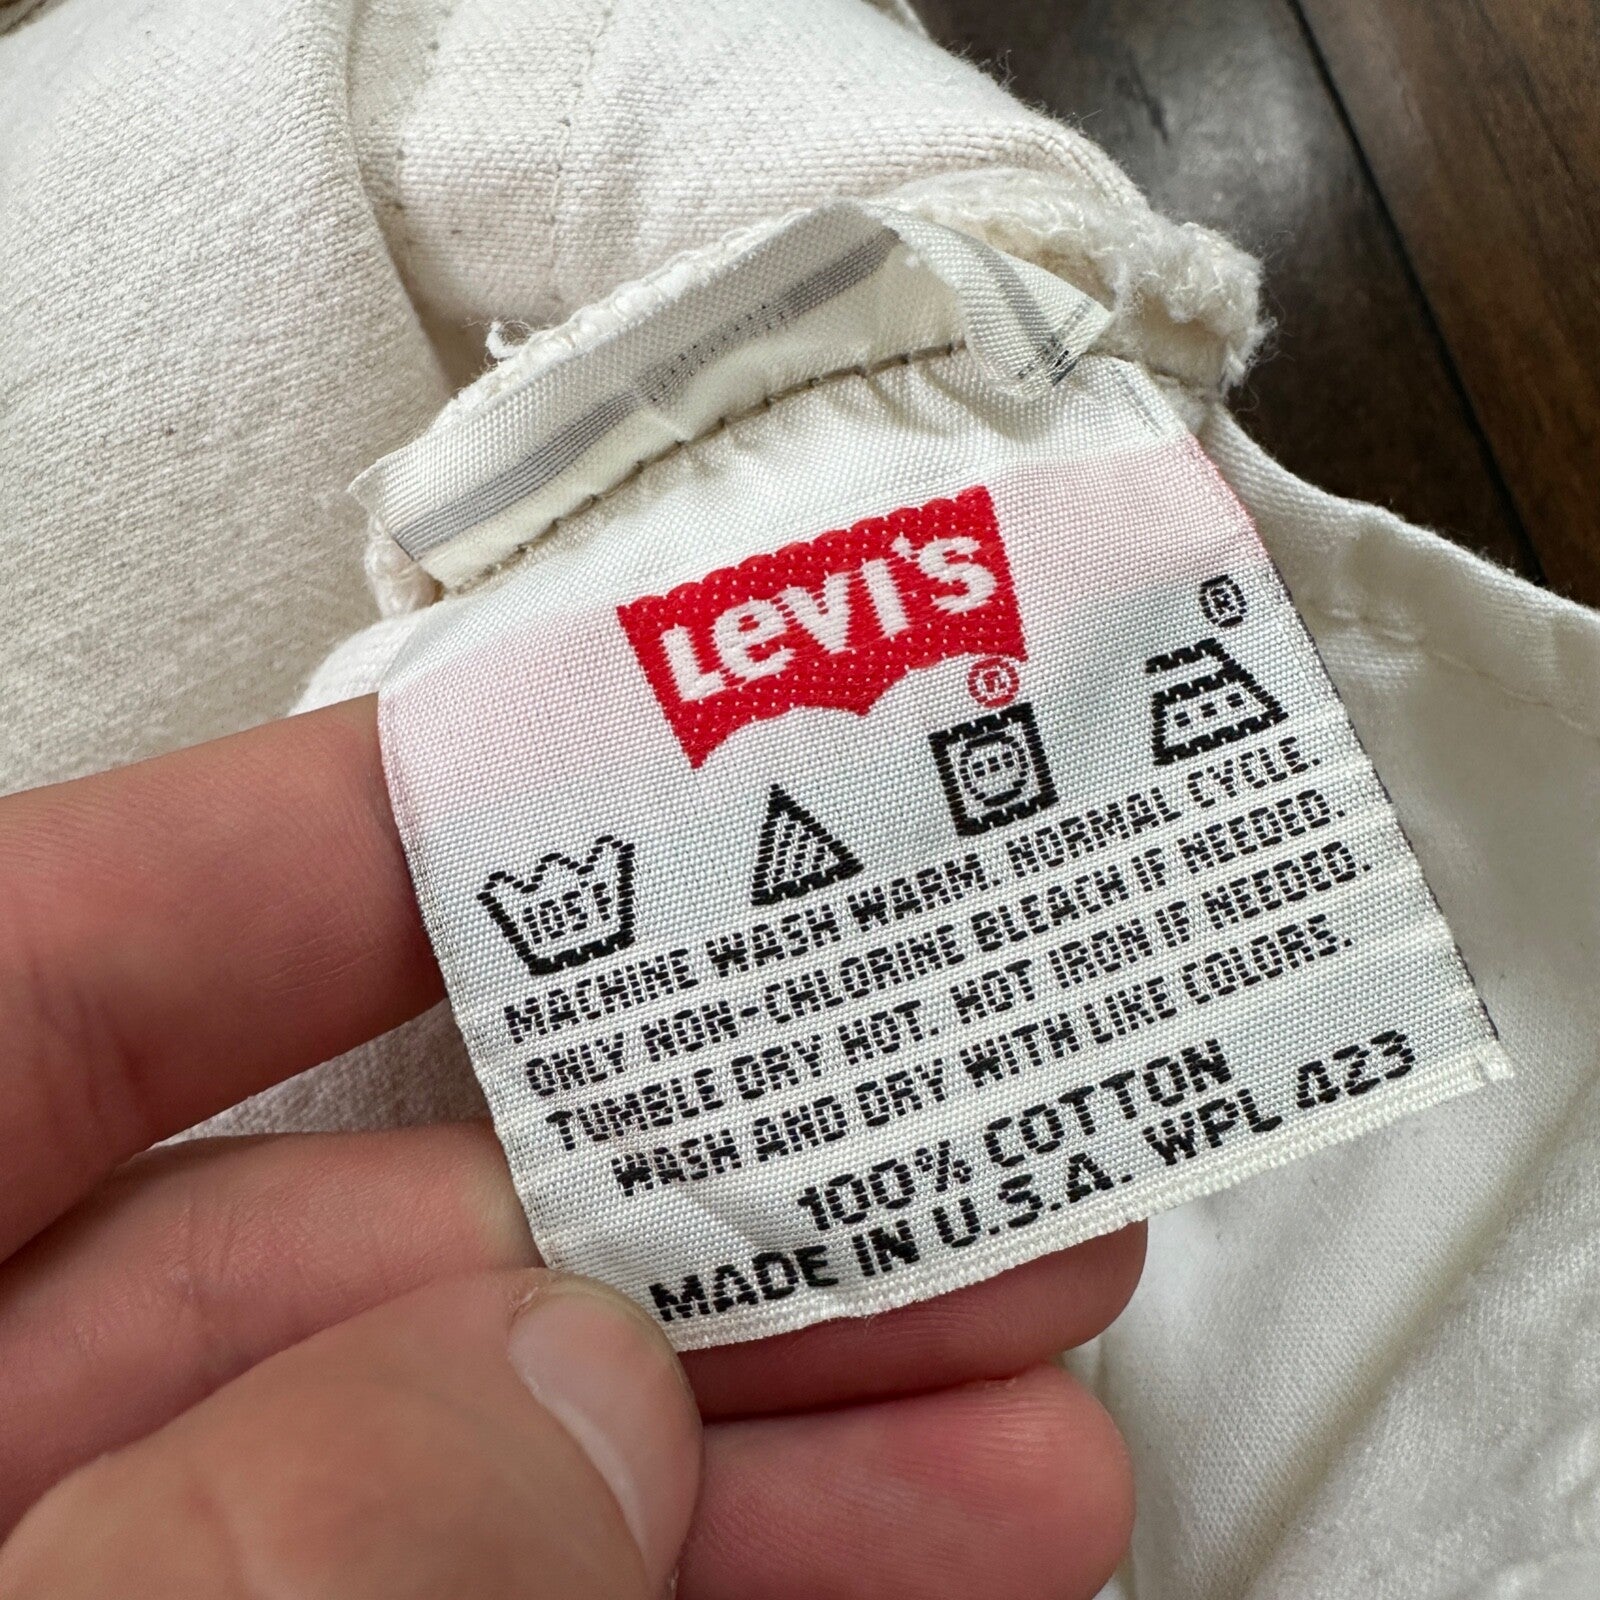 Levi's
®
®
105F
MACHINE WASH WARM. NORMAL CYCLE.
ONLY NON-CHLORINE BLEACH IF NEEDED.
TUMBLE DRY HOT. HOT IRON IF NEEDED.
WASH AND DRY WITH LIKE COLORS.
100% COTTON
MADE IN U.S.A. WPL 423